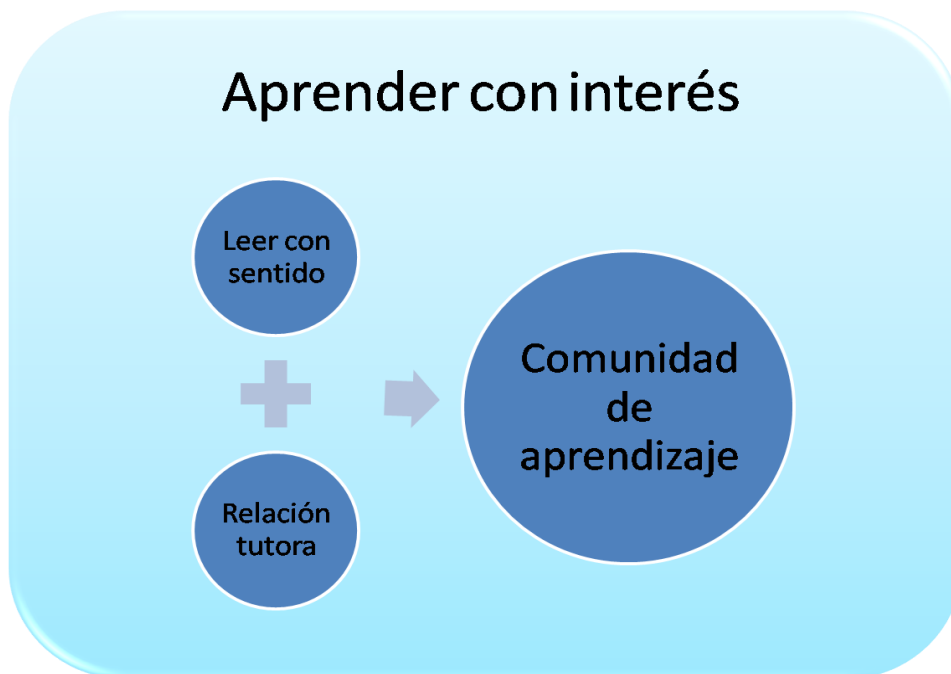 Aprender con interés
Leer con
sentido
Relación
tutora
Comunidad
de
aprendizaje